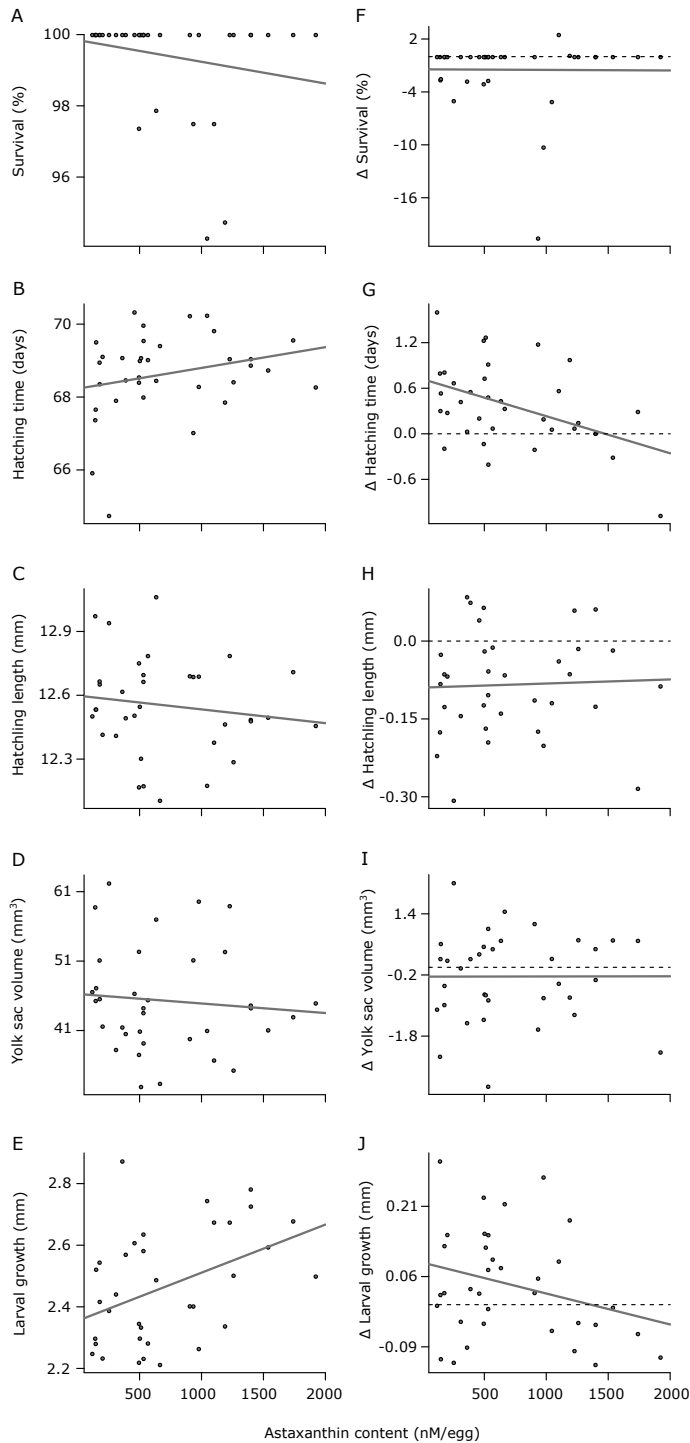 A
Survival (%)
100
98
96
F
Δ Survival (%)
2
-4
-10
-16
B
Hatching time (days)
70
68
66
G
Δ Hatching time (days)
1.2
0.6
0.0
-0.6
C
Hatchling length (mm)
12.9
12.6
12.3
H
Δ Hatchling length (mm)
0.0
-0.15
-0.30
D
Yolk sac volume (mm³)
61
51
41
I
Δ Yolk sac volume (mm³)
1.4
-0.2
-1.8
E
Larval growth (mm)
2.8
2.6
2.4
2.2
J
Δ Larval growth (mm)
0.21
0.06
-0.09
500 1000 1500 2000
500 1000 1500 2000
Astaxanthin content (nM/egg)